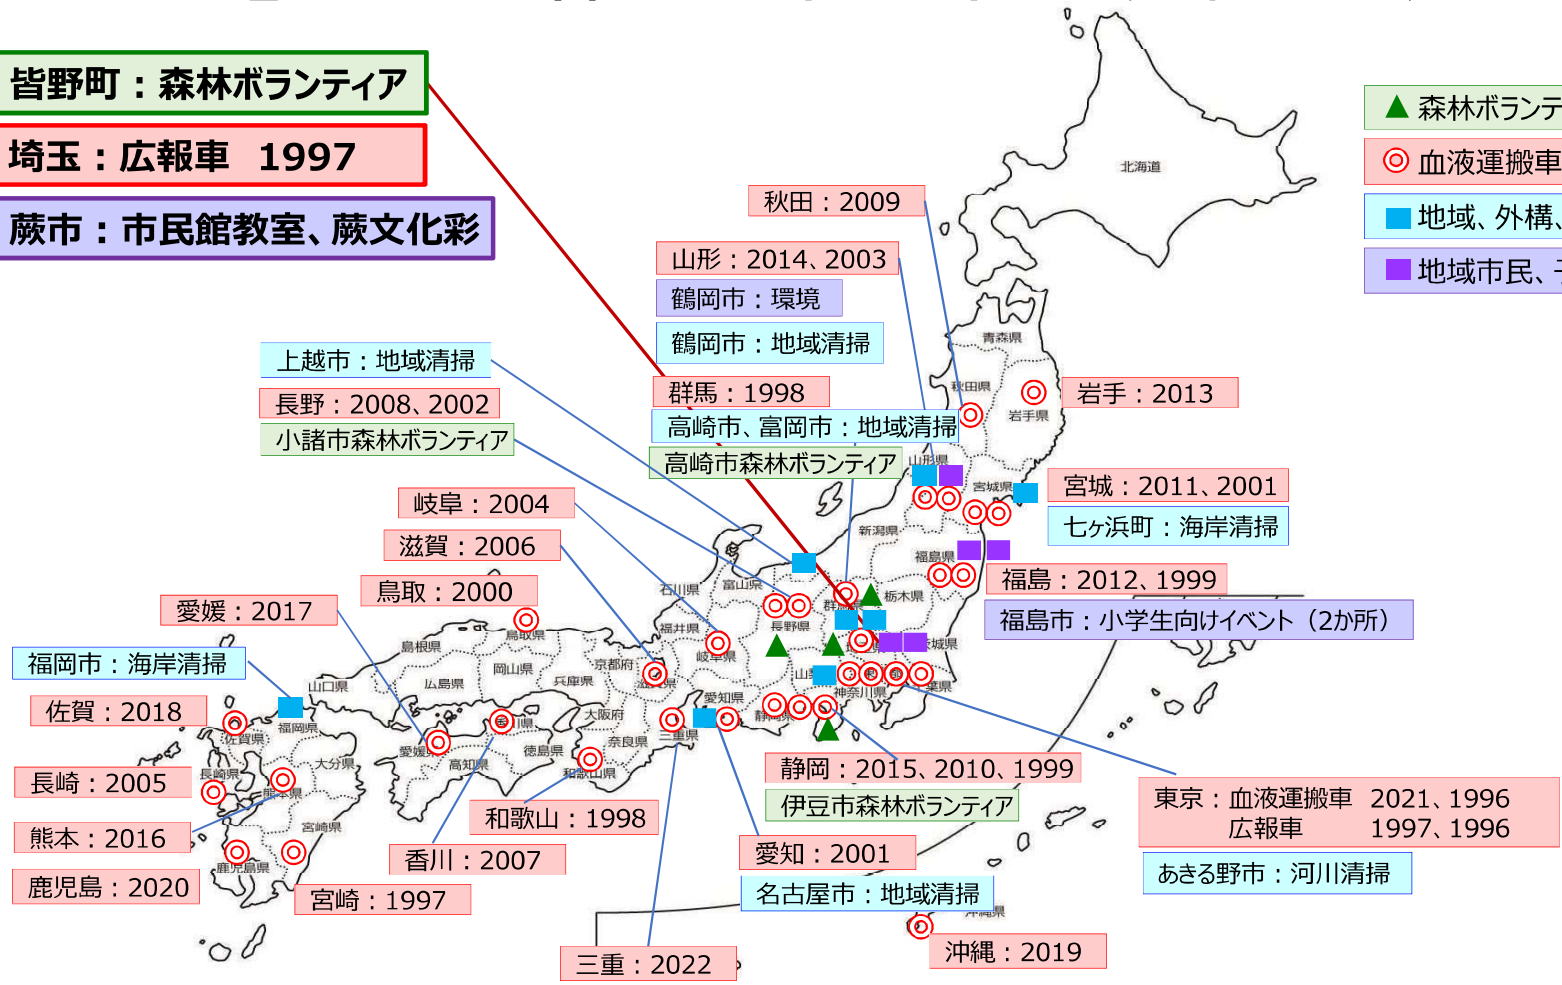 皆野町：森林ボランティア
埼玉：広報車 1997
蕨市：市民館教室、蕨文化彩
森林ボランテ
血液運搬車
地域、外構、
地域市民、
北海道
秋田：2009
山形：2014、2003
鶴岡市：環境
鶴岡市：地域清掃
上越市：地域清掃
長野：2008、2002
小諸市森林ボランティア
群馬：1998
高崎市、富岡市：地域清掃
高崎市森林ボランティア
青森県
秋田県
岩手県
岩手：2013
山形県
宮城県
宮城：2011、2001
七ヶ浜町：海岸清掃
新潟県
福島県
福島：2012、1999
福島市：小学生向けイベント（2か所）
岐阜：2004
滋賀：2006
鳥取：2000
愛媛：2017
福岡市：海岸清掃
佐賀：2018
長崎：2005
熊本：2016
鹿児島：2020
宮崎：1997
香川：2007
和歌山：1998
三重：2022
愛知：2001
名古屋市：地域清掃
静岡：2015、2010、1999
伊豆市森林ボランティア
東京：血液運搬車 2021、1996
広報車 1997、1996
あきる野市：河川清掃
沖縄：2019
沖縄県
石川県
富山県
福井県
長野県
岐阜県
栃木県
神奈川県
愛知県
静岡県
三重県
京都府
大阪府
奈良県
和歌山県
兵庫県
鳥取県
岡山県
島根県
広島県
山口県
香川県
徳島県
愛媛県
高知県
福岡県
佐賀県
長崎県
大分県
熊本県
宮崎県
鹿児島県